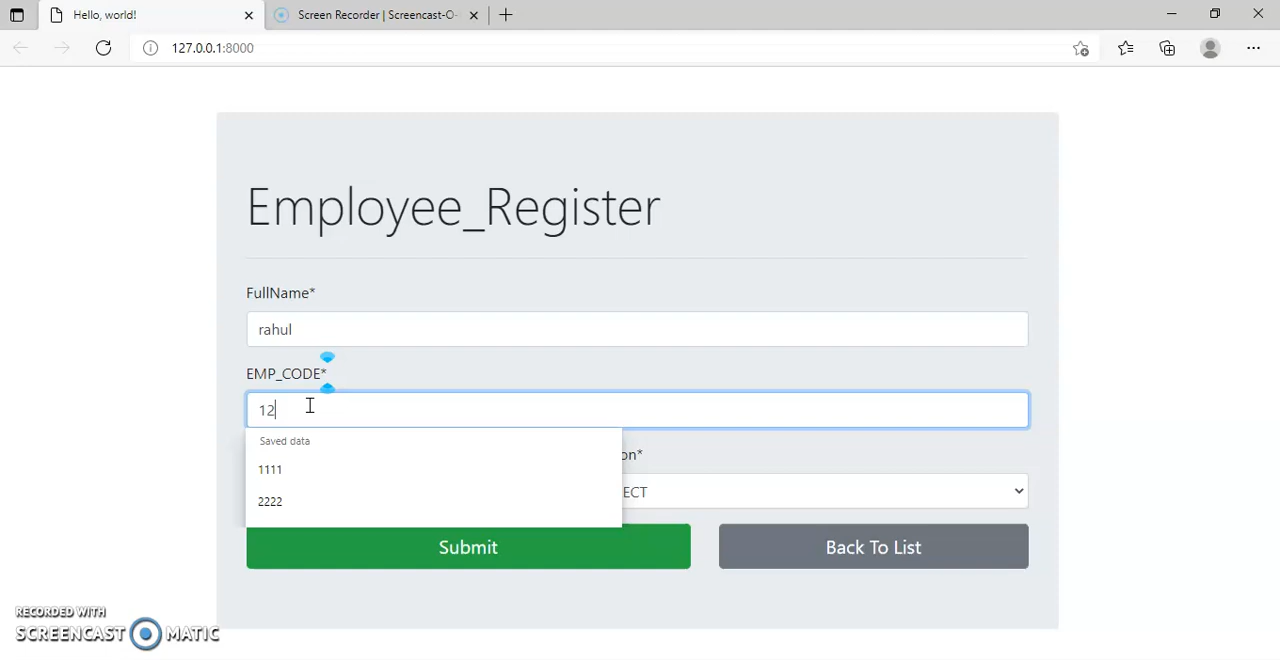 Hello, world!
Screen Recorder | Screencast-O-
127.0.0.1:8000
Employee_Register
FullName*
rahul
EMP_CODE*
12
Saved data
1111
2222
on*
ECT
Submit
Back To List
RECORDED WITH
SCREENCAST MATIC